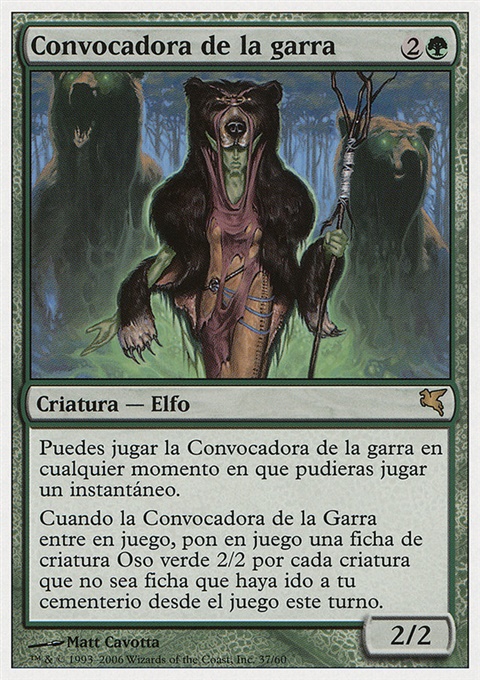 Convocadora de la garra 2
Criatura — Elfo
Puedes jugar la Convocadora de la garra en
cualquier momento en que pudieras jugar
un instantáneo.
Cuando la Convocadora de la Garra
entre en juego, pon en juego una ficha de
criatura Oso verde 2/2 por cada criatura
que no sea ficha que haya ido a tu
cementerio desde el juego este turno.
Matt Cavotta
2/2
™ & © 1993–2006 Wizards of the Coast, Inc. 37/60